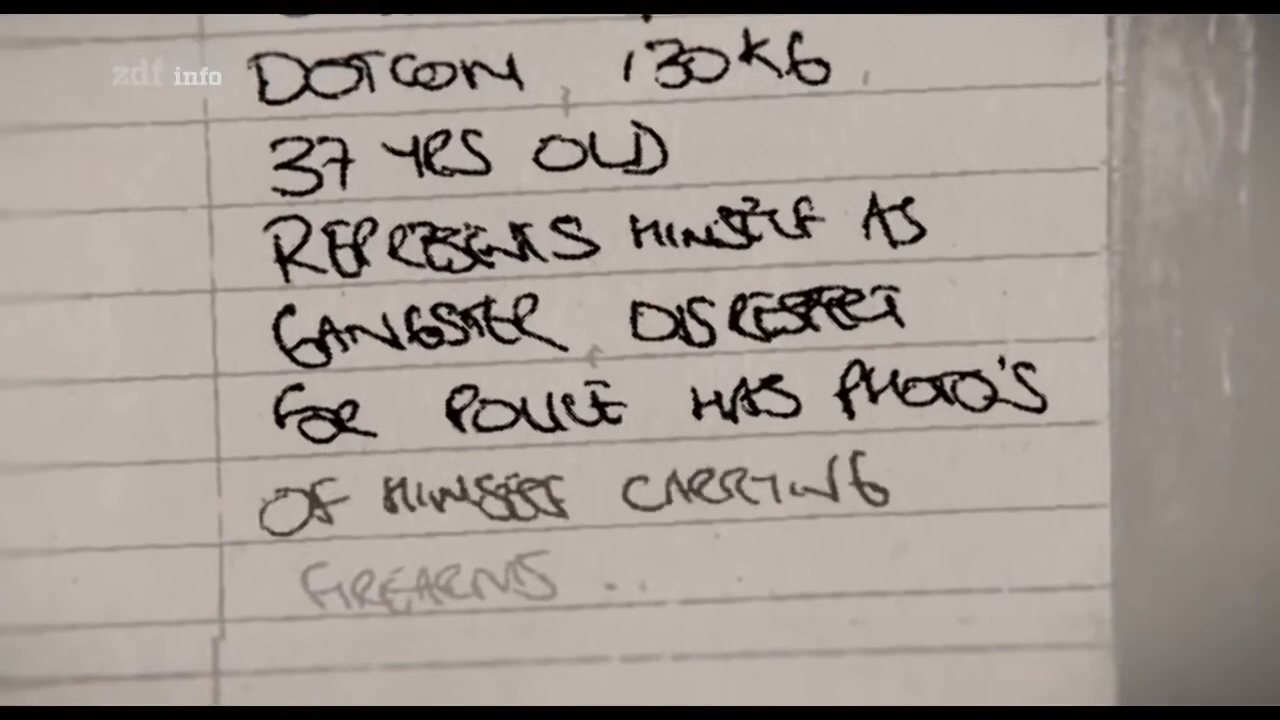 zdf info
DOTCOM 130KG
37 YRS OLD
REPRESENTS HIMSELF AS
GANGSTER DISRESPECT
FOR POLICE HAS PHOTO'S
OF HIMSELF CARRYING
FIREARMS ..